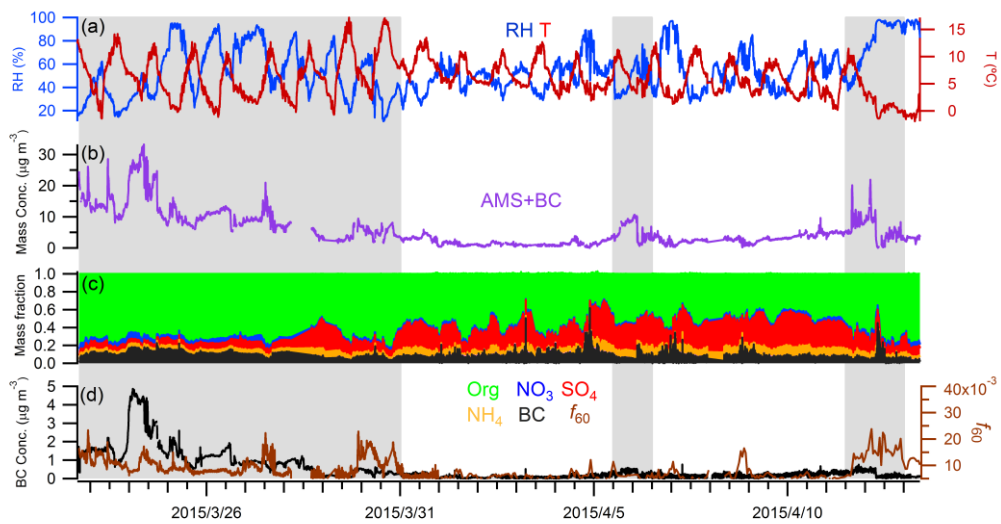 (a)
RH T
RH (%)
100
80
60
40
20
15
10
5
0
T (°C)
(b)
AMS+BC
Mass Conc. (µg m⁻³)
30
20
10
0
(c)
Mass fraction
1.0
0.8
0.6
0.4
0.2
0.0
(d)
Org NO₃ SO₄
NH₄ BC f₆₀
BC Conc. (µg m⁻³)
5
4
3
2
1
0
40x10⁻³
30
20
10
f₆₀
2015/3/26 2015/3/31 2015/4/5 2015/4/10